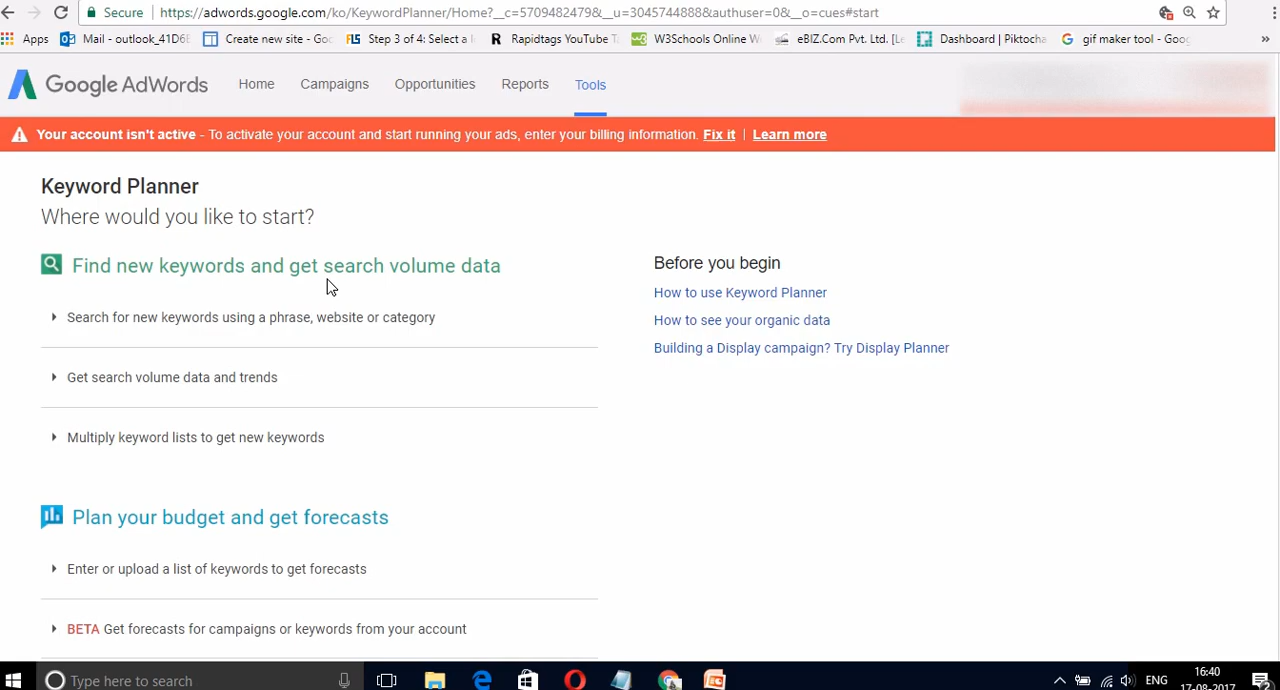 Secure https://adwords.google.com/ko/KeywordPlanner/Home?__c=5709482479&__u=3045744888&authuser=0&__o=cues#start
Apps Mail - outlook_41D6E Create new site - Goo Step 3 of 4: Select a Rapidtags YouTube Ta W3Schools Online W eBIZ.Com Pvt. Ltd. [Le Dashboard | Piktocha gif maker tool - Goog »
Google AdWords Home Campaigns Opportunities Reports Tools
Your account isn't active - To activate your account and start running your ads, enter your billing information. Fix it | Learn more
Keyword Planner
Where would you like to start?
Find new keywords and get search volume data
Search for new keywords using a phrase, website or category
Get search volume data and trends
Multiply keyword lists to get new keywords
Plan your budget and get forecasts
Enter or upload a list of keywords to get forecasts
BETA Get forecasts for campaigns or keywords from your account
Before you begin
How to use Keyword Planner
How to see your organic data
Building a Display campaign? Try Display Planner
Type here to search
ENG
16:40
17-08-2017